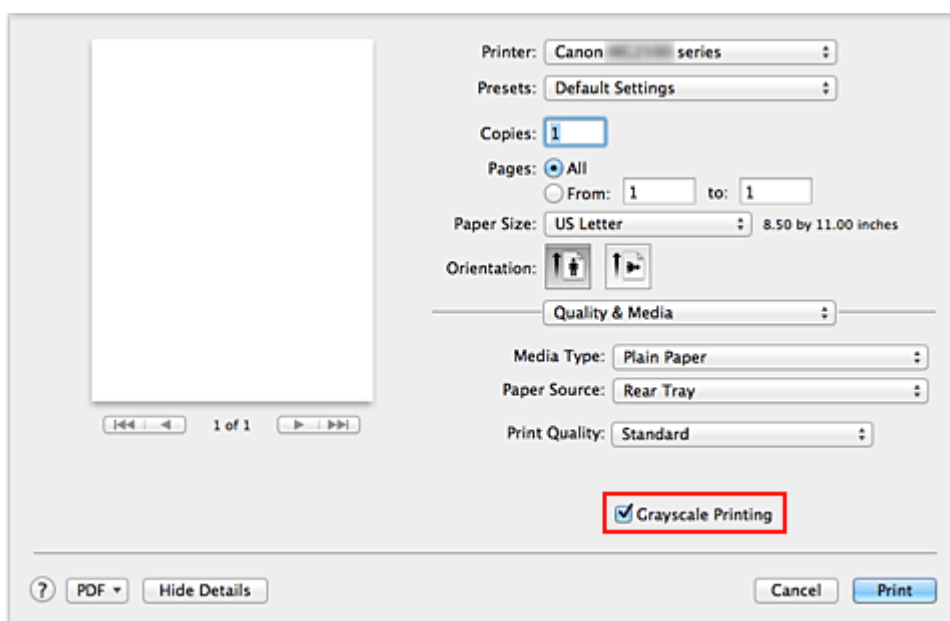 Printer: Canon series
Presets: Default Settings
Copies: 1
Pages: All
From: 1 to: 1
Paper Size: US Letter 8.50 by 11.00 inches
Orientation:
Quality & Media
Media Type: Plain Paper
Paper Source: Rear Tray
1 of 1
Print Quality: Standard
Grayscale Printing
? PDF Hide Details Cancel Print